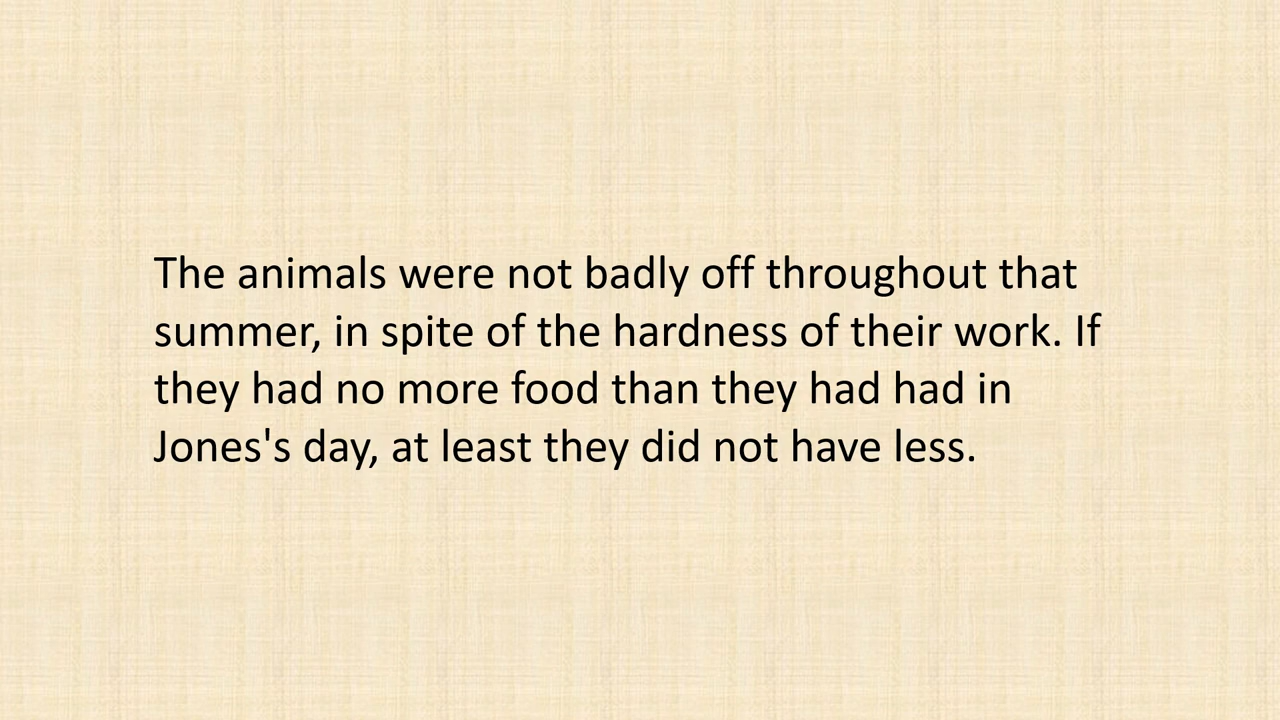 The animals were not badly off throughout that
summer, in spite of the hardness of their work. If
they had no more food than they had had in
Jones's day, at least they did not have less.